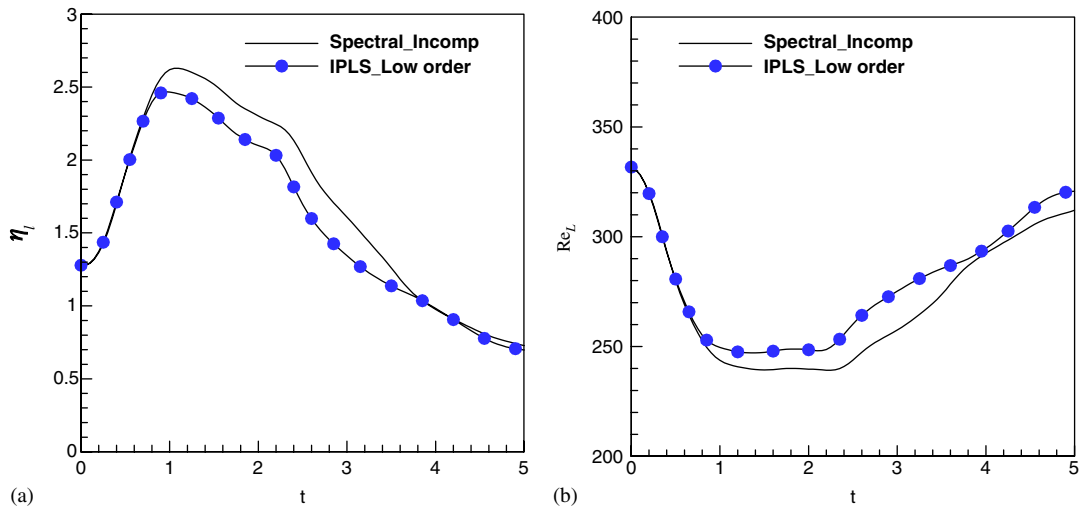 3
2.5
2
1.5
1
0.5
0
0 1 2 3 4 5
η_l
t
Spectral_Incomp
IPLS_Low order
(a)
400
350
300
250
200
0 1 2 3 4 5
Re_L
t
Spectral_Incomp
IPLS_Low order
(b)